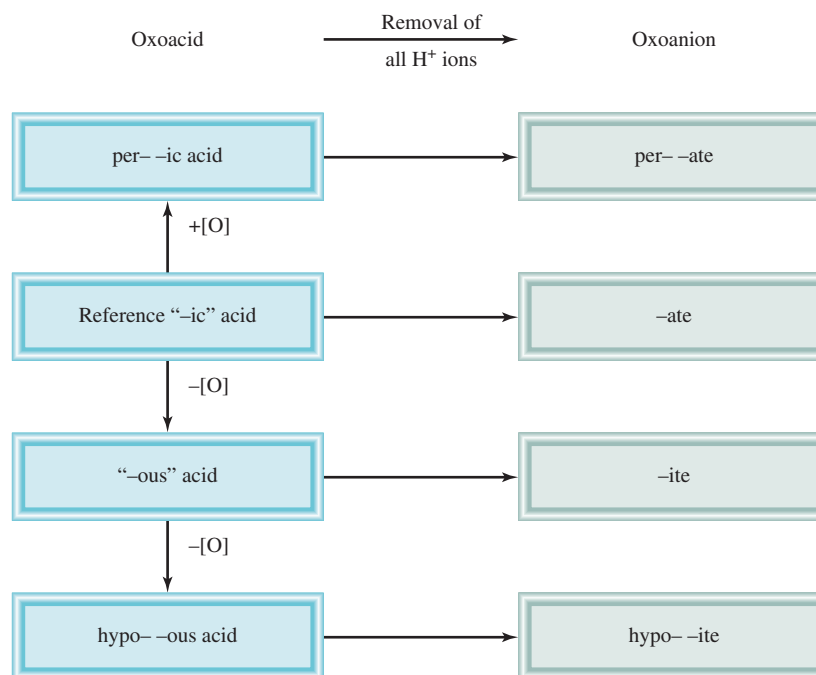 Oxoacid
Removal of
all H⁺ ions
Oxoanion
per– –ic acid
per– –ate
+[O]
Reference “–ic” acid
–ate
–[O]
“–ous” acid
–ite
–[O]
hypo– –ous acid
hypo– –ite